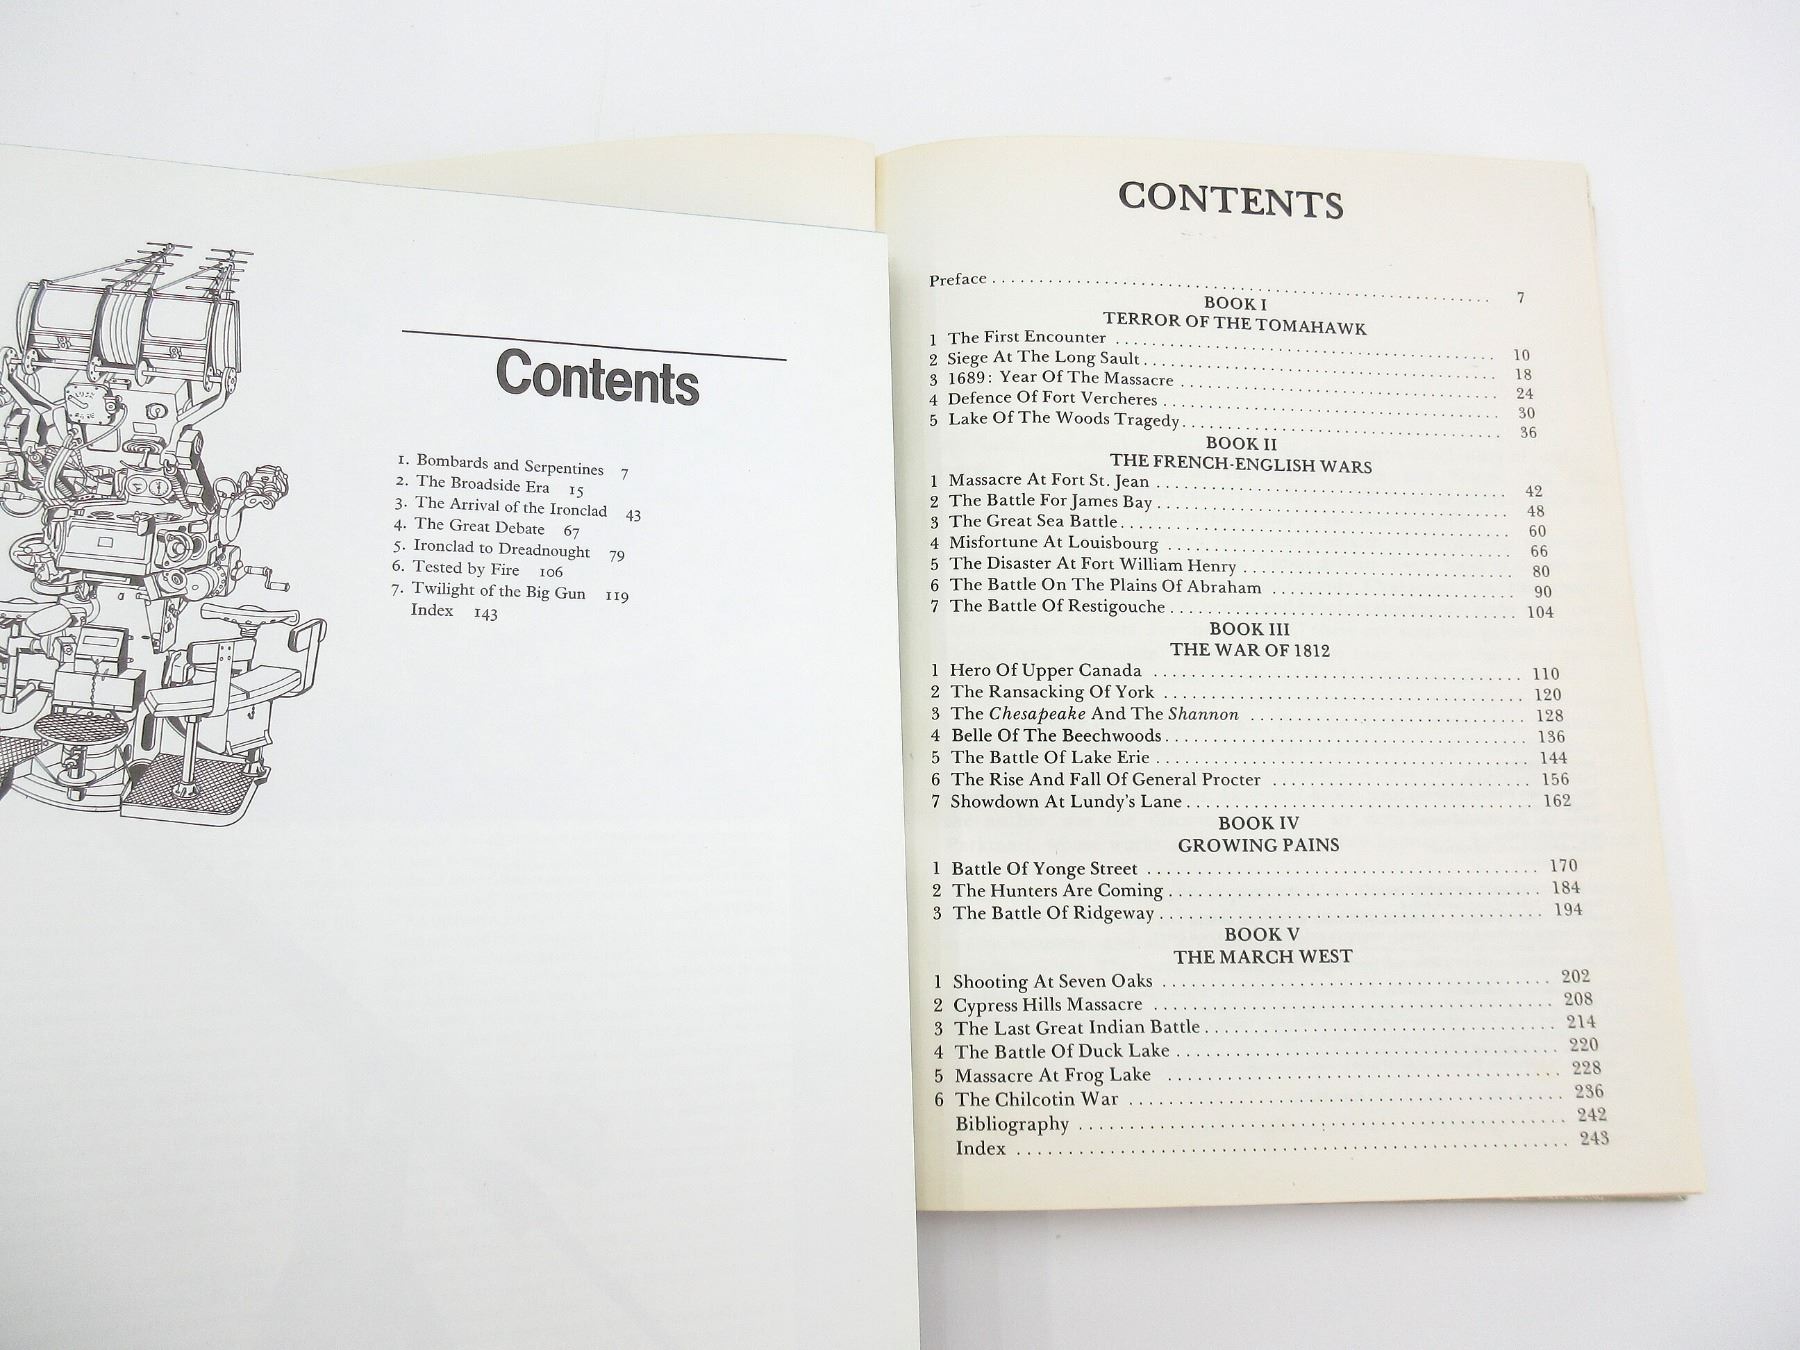 Contents
1. Bombards and Serpentines 7
2. The Broadside Era 15
3. The Arrival of the Ironclad 43
4. The Great Debate 67
5. Ironclad to Dreadnought 79
6. Tested by Fire 106
7. Twilight of the Big Gun 119
Index 143
CONTENTS
Preface . . . . . . . . . . . . . . . . . . . . 7
BOOK I
TERROR OF THE TOMAHAWK
1 The First Encounter . . . . . . . . . . . . . . . . . . . . 10
2 Siege At The Long Sault . . . . . . . . . . . . . . . . . . . . 18
3 1689: Year Of The Massacre . . . . . . . . . . . . . . . . . . . . 24
4 Defence Of Fort Vercheres . . . . . . . . . . . . . . . . . . . . 30
5 Lake Of The Woods Tragedy . . . . . . . . . . . . . . . . . . . . 36
BOOK II
THE FRENCH-ENGLISH WARS
1 Massacre At Fort St. Jean . . . . . . . . . . . . . . . . . . . . 42
2 The Battle For James Bay . . . . . . . . . . . . . . . . . . . . 48
3 The Great Sea Battle . . . . . . . . . . . . . . . . . . . . 60
4 Misfortune At Louisbourg . . . . . . . . . . . . . . . . . . . . 66
5 The Disaster At Fort William Henry . . . . . . . . . . . . . . . . . . . . 80
6 The Battle On The Plains Of Abraham . . . . . . . . . . . . . . . . . . . . 90
7 The Battle Of Restigouche . . . . . . . . . . . . . . . . . . . . 104
BOOK III
THE WAR OF 1812
1 Hero Of Upper Canada . . . . . . . . . . . . . . . . . . . . 110
2 The Ransacking Of York . . . . . . . . . . . . . . . . . . . . 120
3 The Chesapeake And The Shannon . . . . . . . . . . . . . . . . . . . . 128
4 Belle Of The Beechwoods . . . . . . . . . . . . . . . . . . . . 136
5 The Battle Of Lake Erie . . . . . . . . . . . . . . . . . . . . 144
6 The Rise And Fall Of General Procter . . . . . . . . . . . . . . . . . . . . 156
7 Showdown At Lundy's Lane . . . . . . . . . . . . . . . . . . . . 162
BOOK IV
GROWING PAINS
1 Battle Of Yonge Street . . . . . . . . . . . . . . . . . . . . 170
2 The Hunters Are Coming . . . . . . . . . . . . . . . . . . . . 184
3 The Battle Of Ridgeway . . . . . . . . . . . . . . . . . . . . 194
BOOK V
THE MARCH WEST
1 Shooting At Seven Oaks . . . . . . . . . . . . . . . . . . . . 202
2 Cypress Hills Massacre . . . . . . . . . . . . . . . . . . . . 208
3 The Last Great Indian Battle . . . . . . . . . . . . . . . . . . . . 214
4 The Battle Of Duck Lake . . . . . . . . . . . . . . . . . . . . 220
5 Massacre At Frog Lake . . . . . . . . . . . . . . . . . . . . 228
6 The Chilcotin War . . . . . . . . . . . . . . . . . . . . 236
Bibliography . . . . . . . . . . . . . . . . . . . . 242
Index . . . . . . . . . . . . . . . . . . . . 243